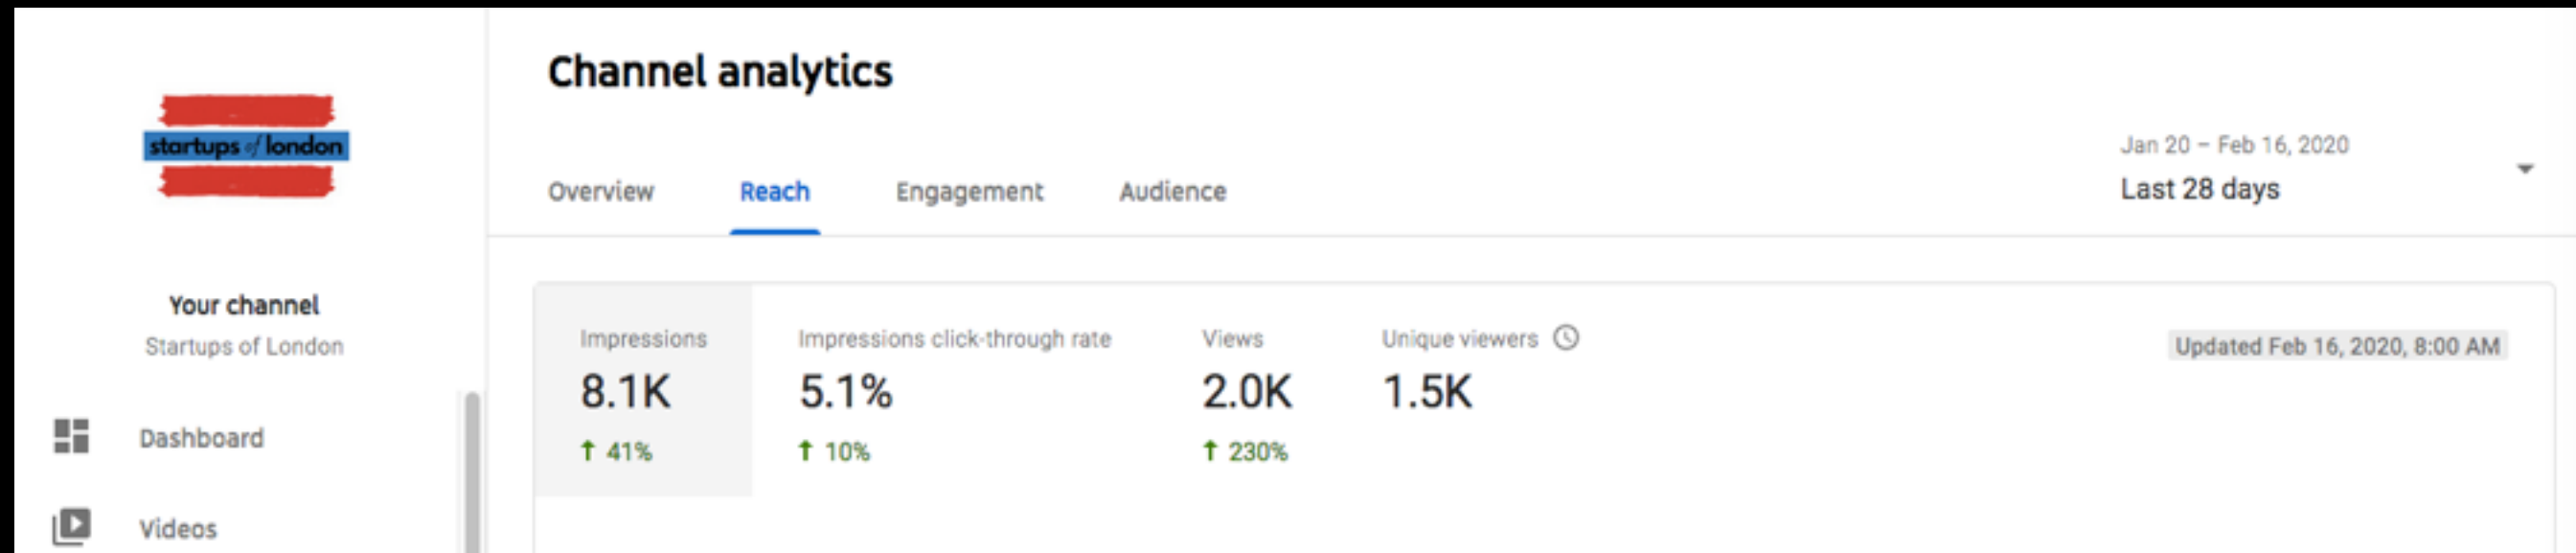 Channel analytics
startups of london
Jan 20 – Feb 16, 2020
Last 28 days
Overview Reach Engagement Audience
Your channel
Startups of London
Impressions Impressions click-through rate Views Unique viewers Updated Feb 16, 2020, 8:00 AM
8.1K 5.1% 2.0K 1.5K
↑ 41% ↑ 10% ↑ 230%
Dashboard
Videos